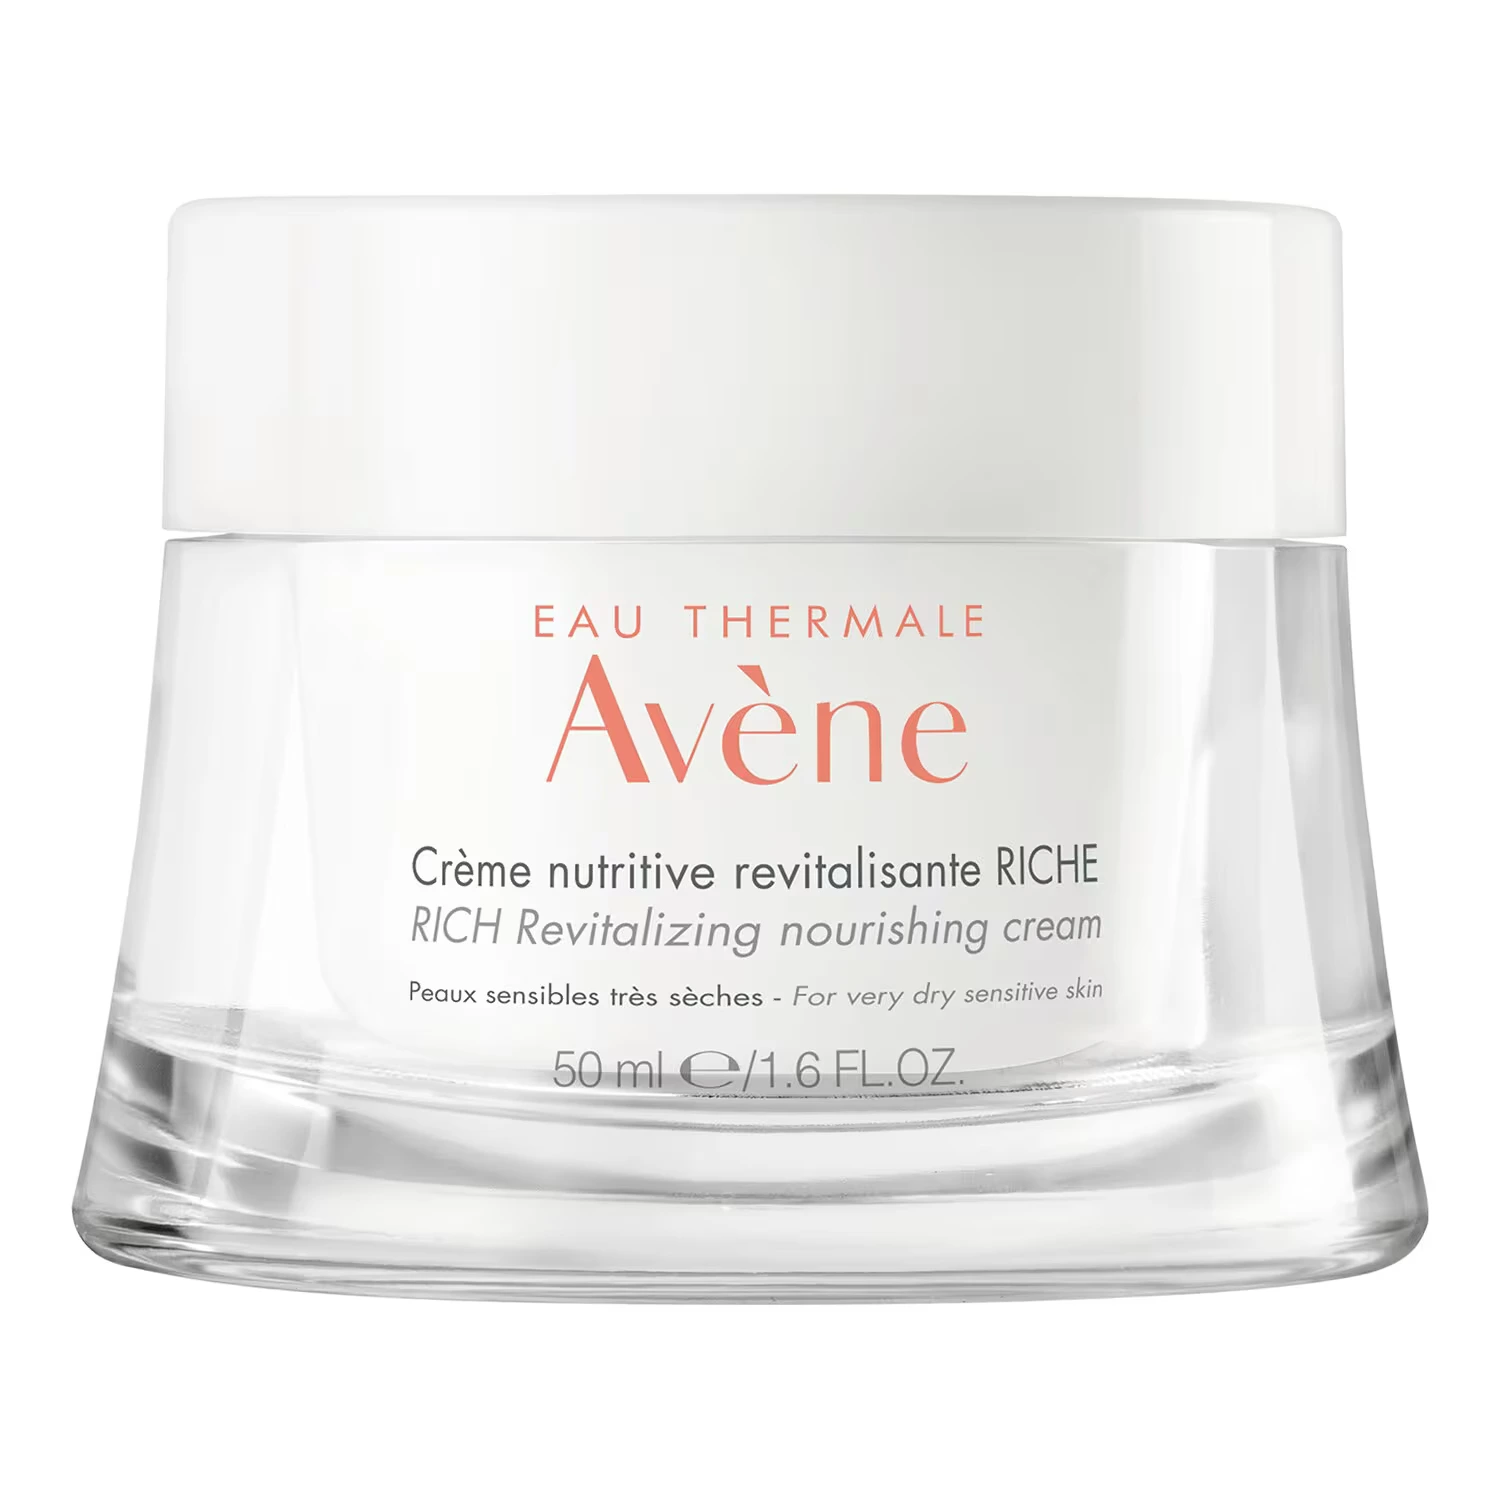 EAU THERMALE
Avène
Crème nutritive revitalisante RICHE
RICH Revitalizing nourishing cream
Peaux sensibles très sèches - For very dry sensitive skin
50 ml ℮/1.6 FL.OZ.